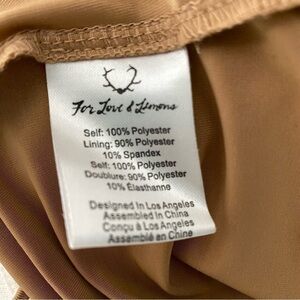 For Love & Lemons
Self: 100% Polyester
Lining: 90% Polyester
10% Spandex
Self: 100% Polyester
Doublure: 90% Polyester
10% Élasthanne
Designed In Los Angeles
Assembled In China
Conçu à Los Angeles
Assemblé en Chine